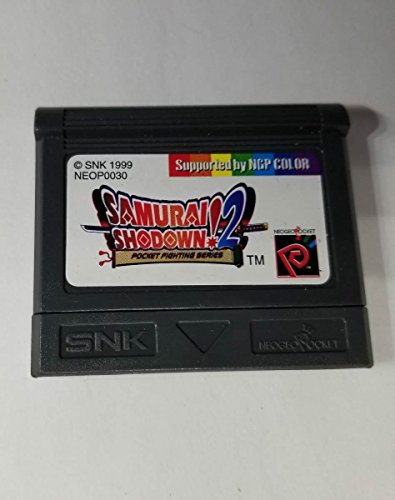 © SNK 1999
NEOP0030
Supported by NGP COLOR
SAMURAI
SHODOWN! 2
POCKET FIGHTING SERIES
TM
NEOGEO POCKET
SNK
NEOGEO POCKET